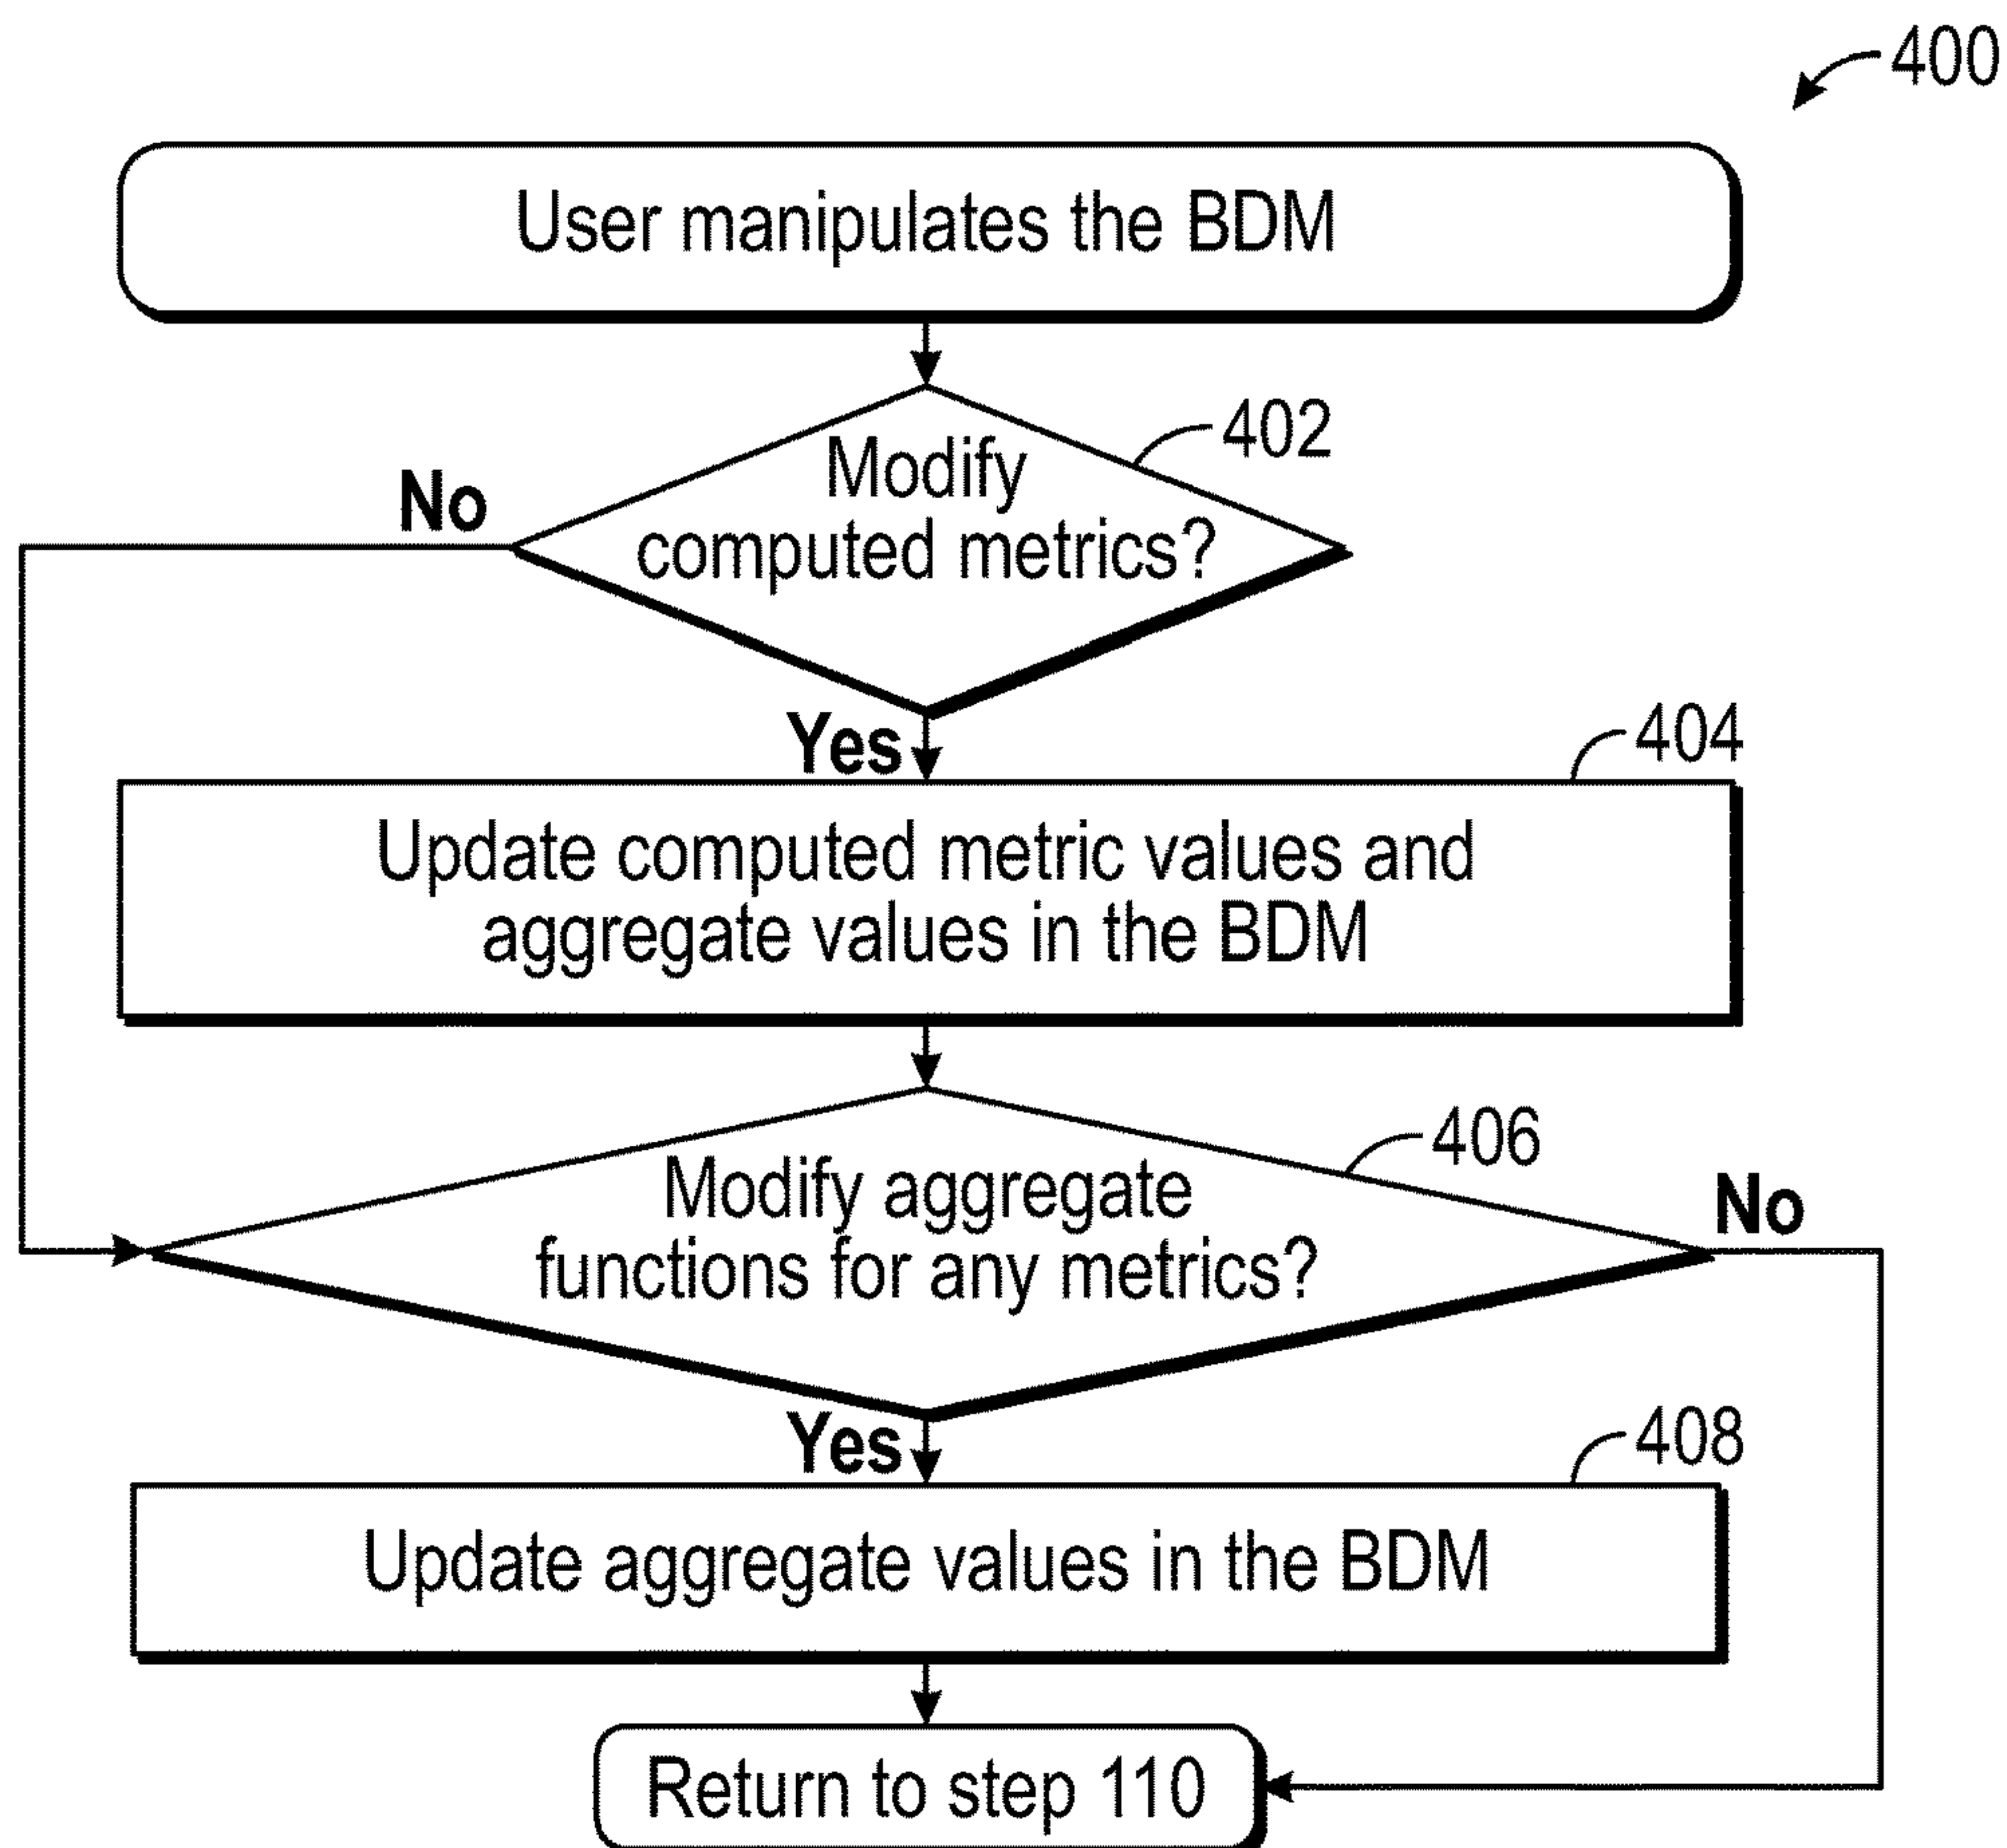 400
User manipulates the BDM
402
No
Modify
computed metrics?
Yes
404
Update computed metric values and
aggregate values in the BDM
406
Modify aggregate
functions for any metrics?
No
Yes
408
Update aggregate values in the BDM
Return to step 110